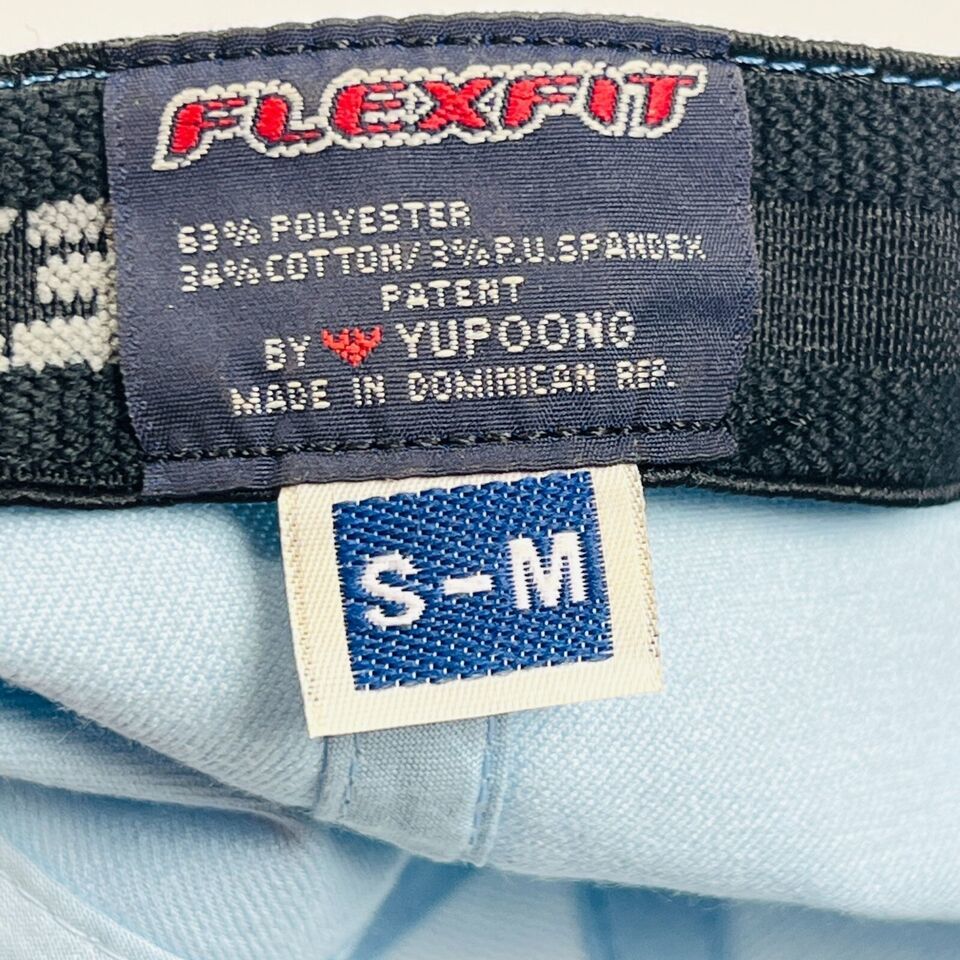 FLEXFIT
63% POLYESTER
34% COTTON/3% P.U.SPANDEX
PATENT
BY YUPOONG
MADE IN DOMINICAN REP.
S-M